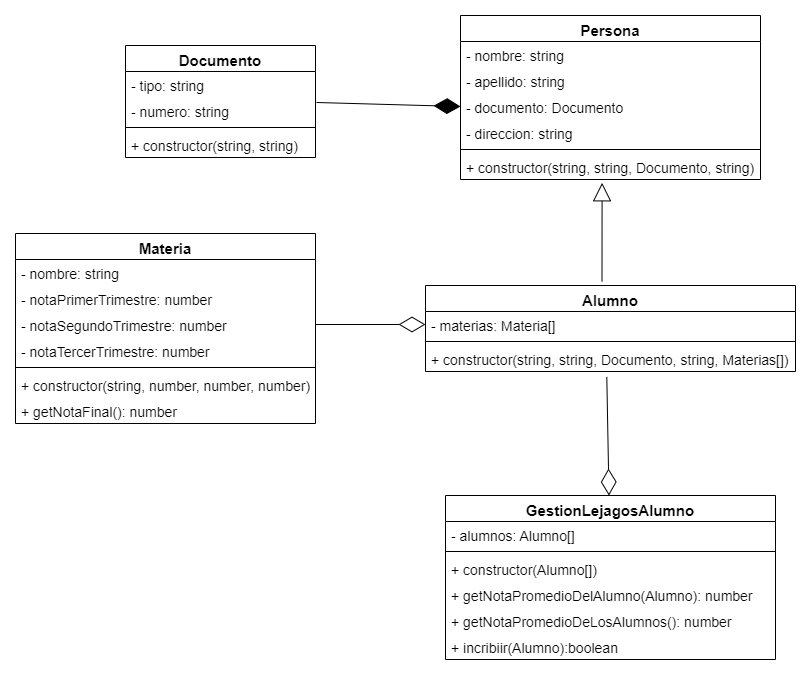 Documento
- tipo: string
- numero: string
+ constructor(string, string)
Persona
- nombre: string
- apellido: string
- documento: Documento
- direccion: string
+ constructor(string, string, Documento, string)
Materia
- nombre: string
- notaPrimerTrimestre: number
- notaSegundoTrimestre: number
- notaTercerTrimestre: number
+ constructor(string, number, number, number)
+ getNotaFinal(): number
Alumno
- materias: Materia[]
+ constructor(string, string, Documento, string, Materias[])
GestionLejagosAlumno
- alumnos: Alumno[]
+ constructor(Alumno[])
+ getNotaPromedioDelAlumno(Alumno): number
+ getNotaPromedioDeLosAlumnos(): number
+ incribiir(Alumno):boolean